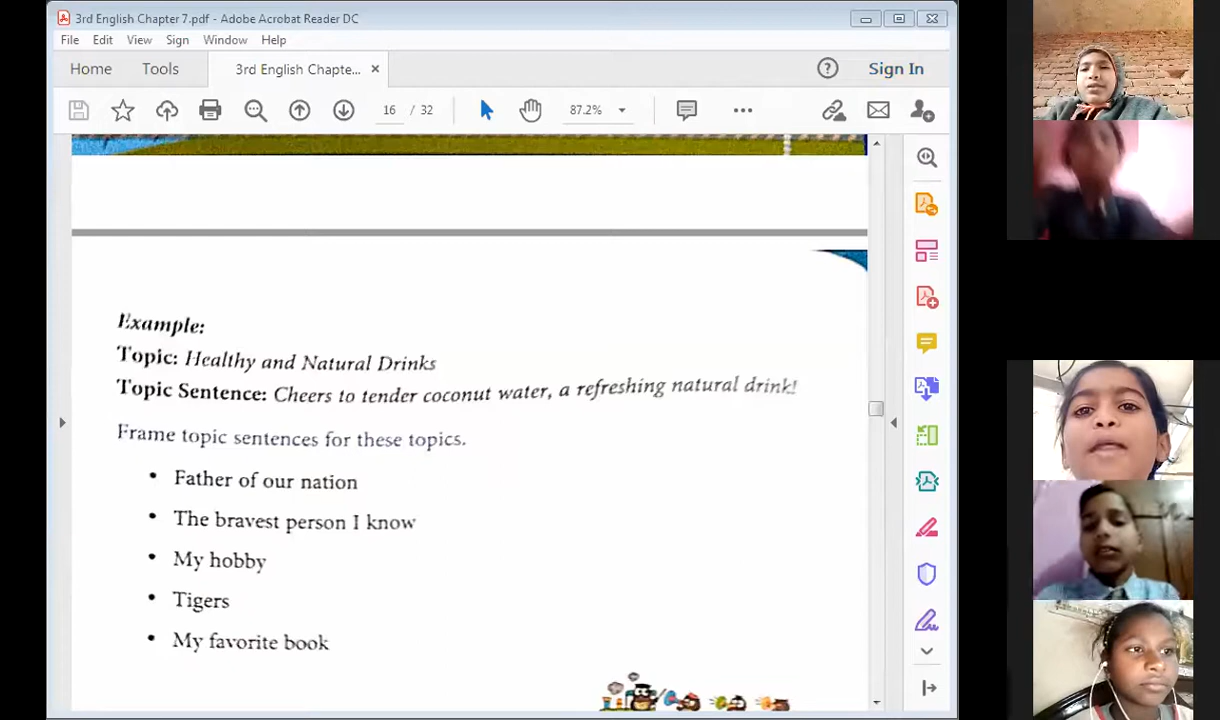 3rd English Chapter 7.pdf - Adobe Acrobat Reader DC
File Edit View Sign Window Help
Home Tools 3rd English Chapte... Sign In
16 / 32 87.2%
Example:
Topic: Healthy and Natural Drinks
Topic Sentence: Cheers to tender coconut water, a refreshing natural drink!
Frame topic sentences for these topics.
• Father of our nation
• The bravest person I know
• My hobby
• Tigers
• My favorite book